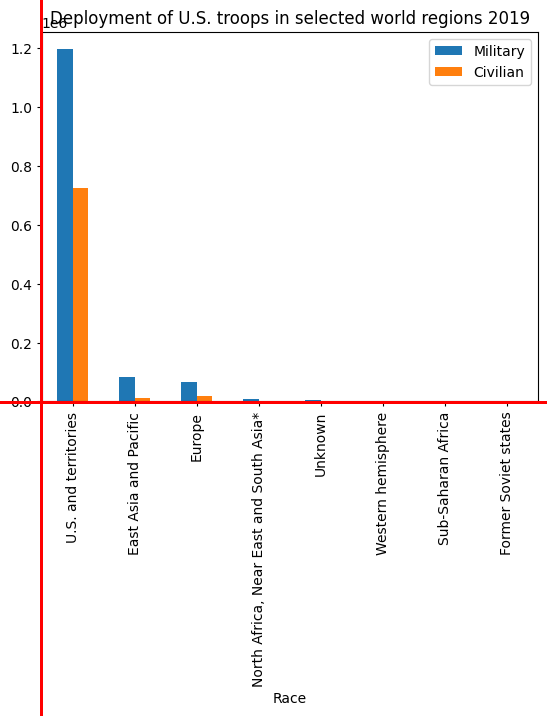 Deployment of U.S. troops in selected world regions 2019
1e6
Military
Civilian
1.2
1.0
0.8
0.6
0.4
0.2
0.0
U.S. and territories
East Asia and Pacific
Europe
North Africa, Near East and South Asia*
Unknown
Western hemisphere
Sub-Saharan Africa
Former Soviet states
Race